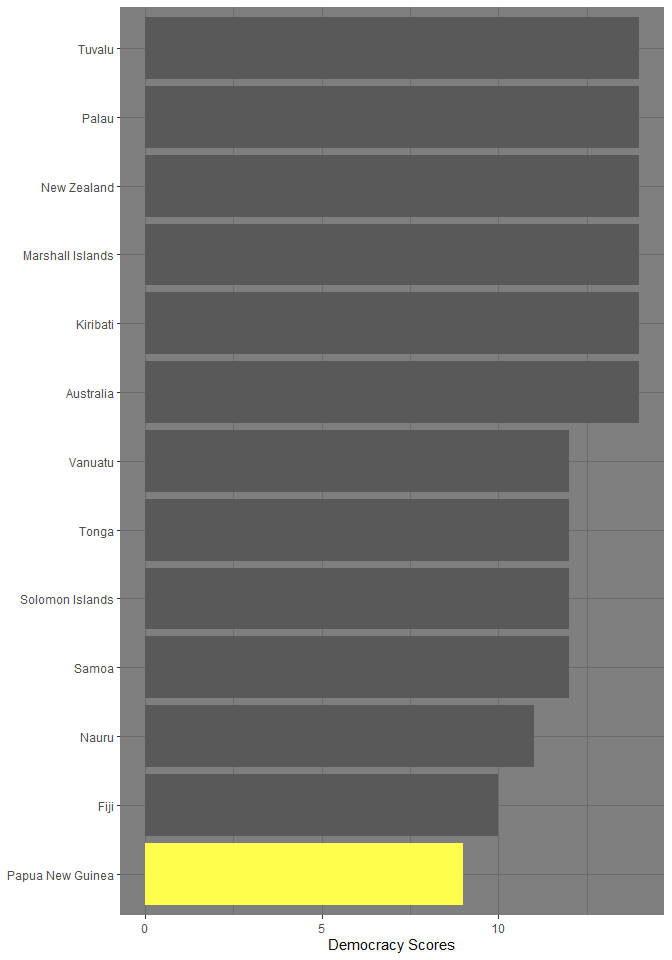 Tuvalu
Palau
New Zealand
Marshall Islands
Kiribati
Australia
Vanuatu
Tonga
Solomon Islands
Samoa
Nauru
Fiji
Papua New Guinea
0 5 10
Democracy Scores